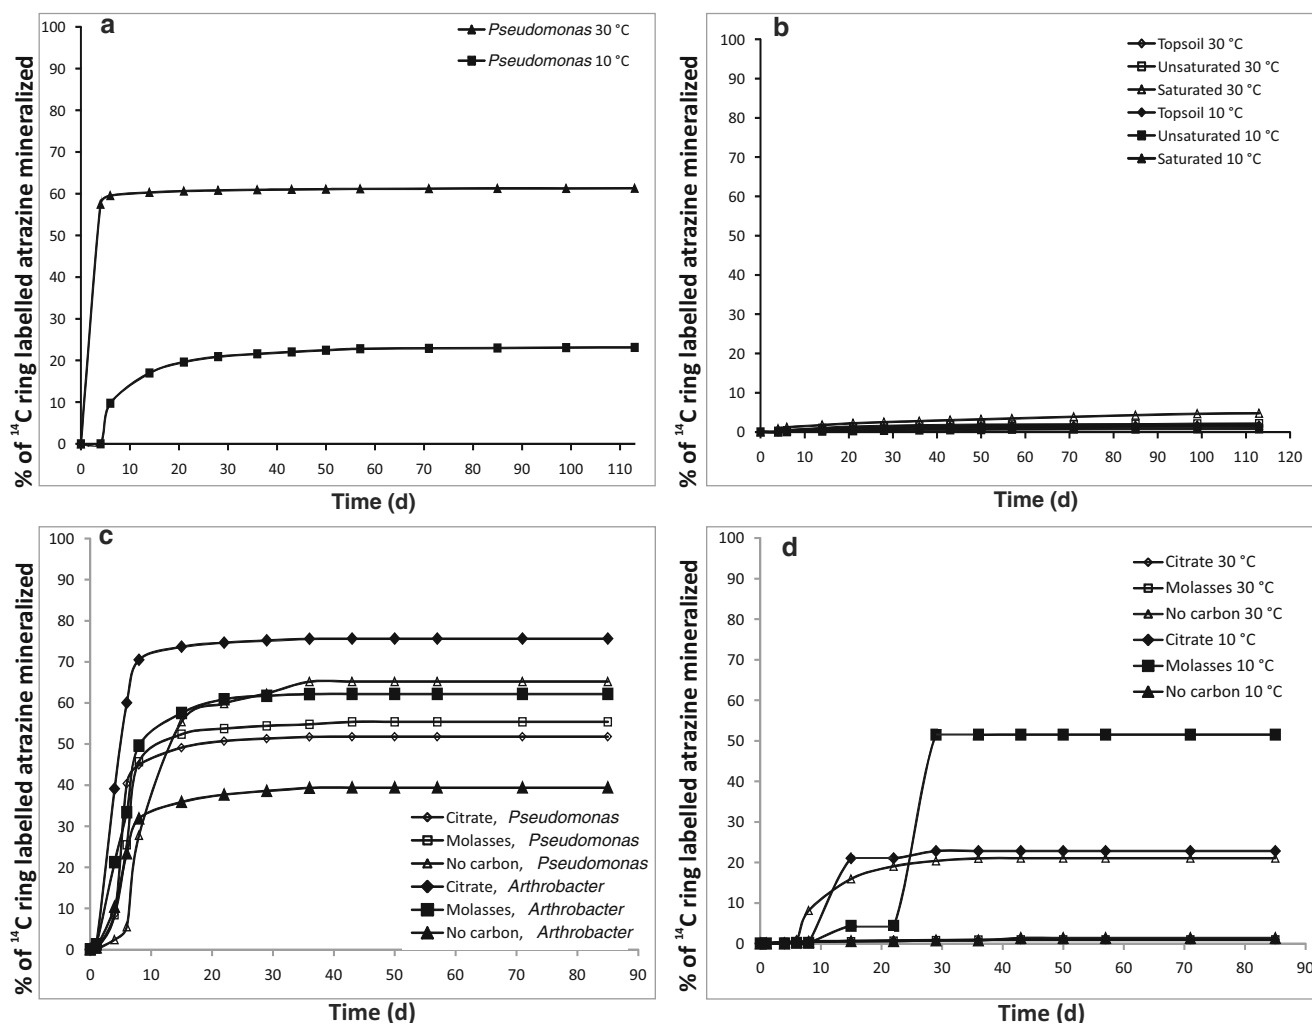 a
Pseudomonas 30 °C
Pseudomonas 10 °C
% of 14C ring labelled atrazine mineralized
100
90
80
70
60
50
40
30
20
10
0
0 10 20 30 40 50 60 70 80 90 100 110
Time (d)
b
Topsoil 30 °C
Unsaturated 30 °C
Saturated 30 °C
Topsoil 10 °C
Unsaturated 10 °C
Saturated 10 °C
% of 14C ring labelled atrazine mineralized
100
90
80
70
60
50
40
30
20
10
0
0 10 20 30 40 50 60 70 80 90 100 110 120
Time (d)
c
% of 14C ring labelled atrazine mineralized
100
90
80
70
60
50
40
30
20
10
0
Citrate, Pseudomonas
Molasses, Pseudomonas
No carbon, Pseudomonas
Citrate, Arthrobacter
Molasses, Arthrobacter
No carbon, Arthrobacter
0 10 20 30 40 50 60 70 80 90
Time (d)
d
Citrate 30 °C
Molasses 30 °C
No carbon 30 °C
Citrate 10 °C
Molasses 10 °C
No carbon 10 °C
% of 14C ring labelled atrazine mineralized
100
90
80
70
60
50
40
30
20
10
0
0 10 20 30 40 50 60 70 80 90
Time (d)